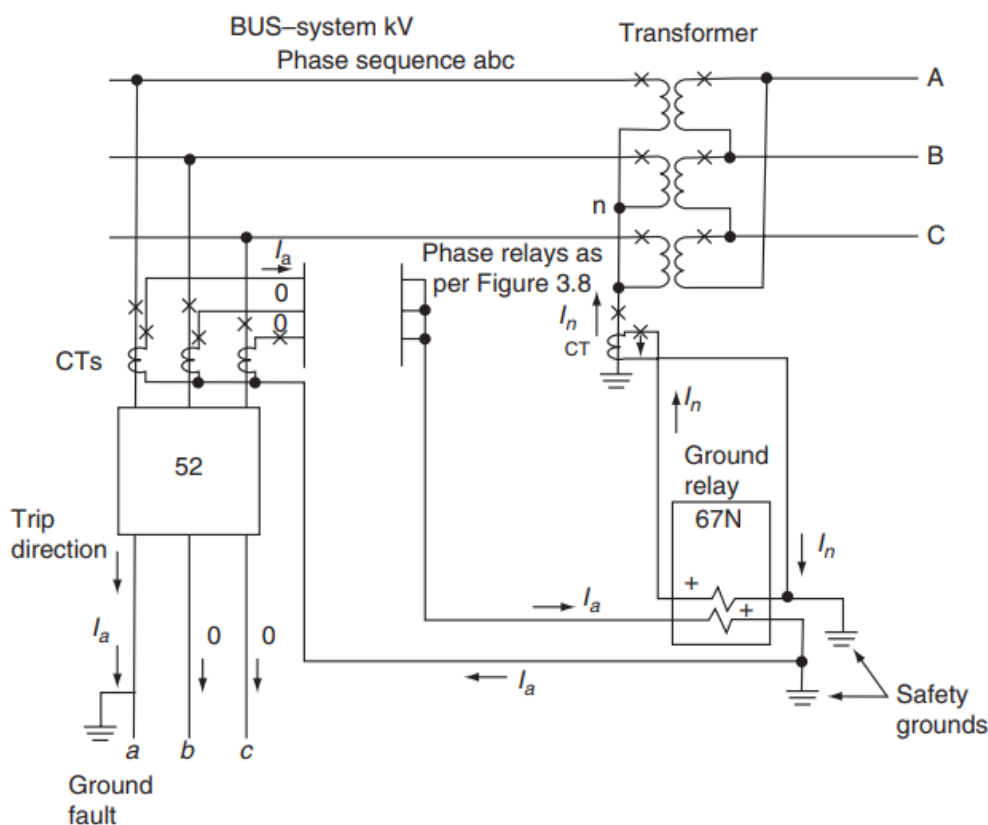 BUS–system kV
Transformer
Phase sequence abc
A
B
n
C
Iₐ
0
0
Phase relays as
per Figure 3.8
Iₙ
CT
CTs
Iₙ
52
Ground
relay
67N
Trip
direction
Iₙ
+
+
Iₐ
Iₐ
0
0
Iₐ
Safety
grounds
a
b
c
Ground
fault